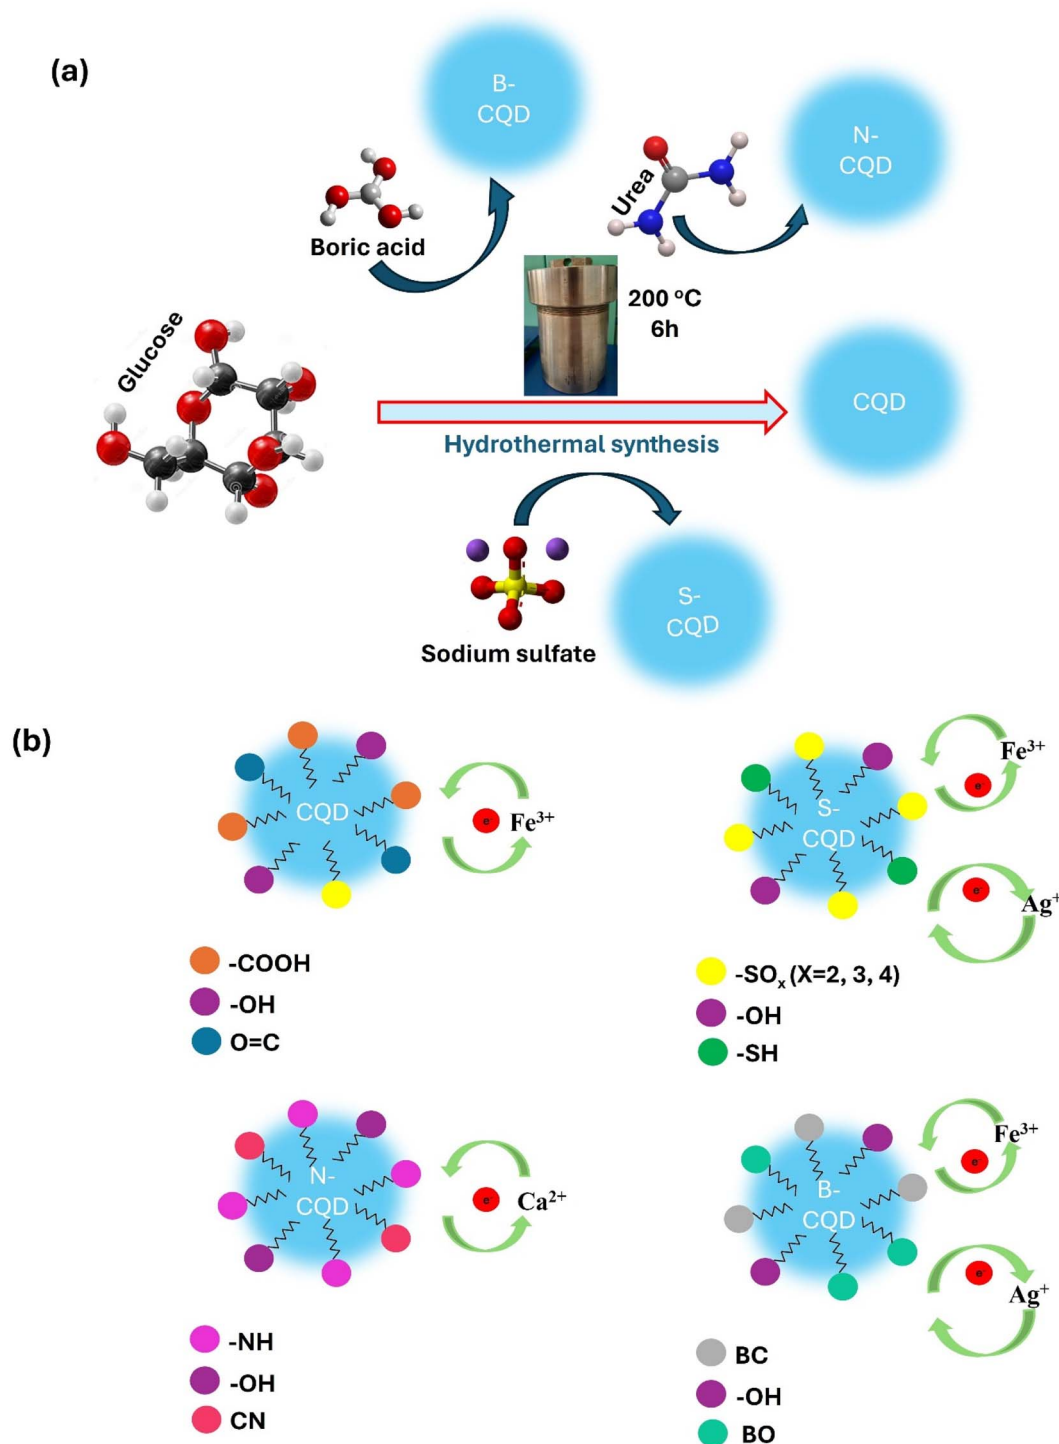 (a)
B-
CQD
N-
CQD
Urea
Boric acid
200 °C
6h
Glucose
CQD
Hydrothermal synthesis
S-
CQD
Sodium sulfate
(b)
CQD
e-
Fe³⁺
-COOH
-OH
O=C
S-
CQD
e-
Fe³⁺
e-
Ag⁺
-SOₓ (X=2, 3, 4)
-OH
-SH
N-
CQD
e-
Ca²⁺
-NH
-OH
CN
B-
CQD
e-
Fe³⁺
e-
Ag⁺
BC
-OH
BO